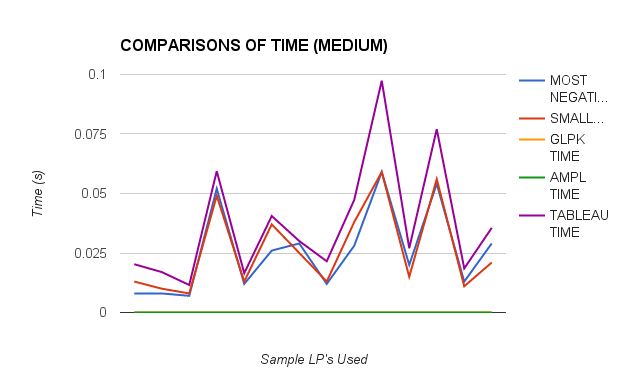 COMPARISONS OF TIME (MEDIUM)
0.1
0.075
0.05
0.025
0
Time (s)
Sample LP's Used
MOST
NEGATI...
SMALL...
GLPK
TIME
AMPL
TIME
TABLEAU
TIME